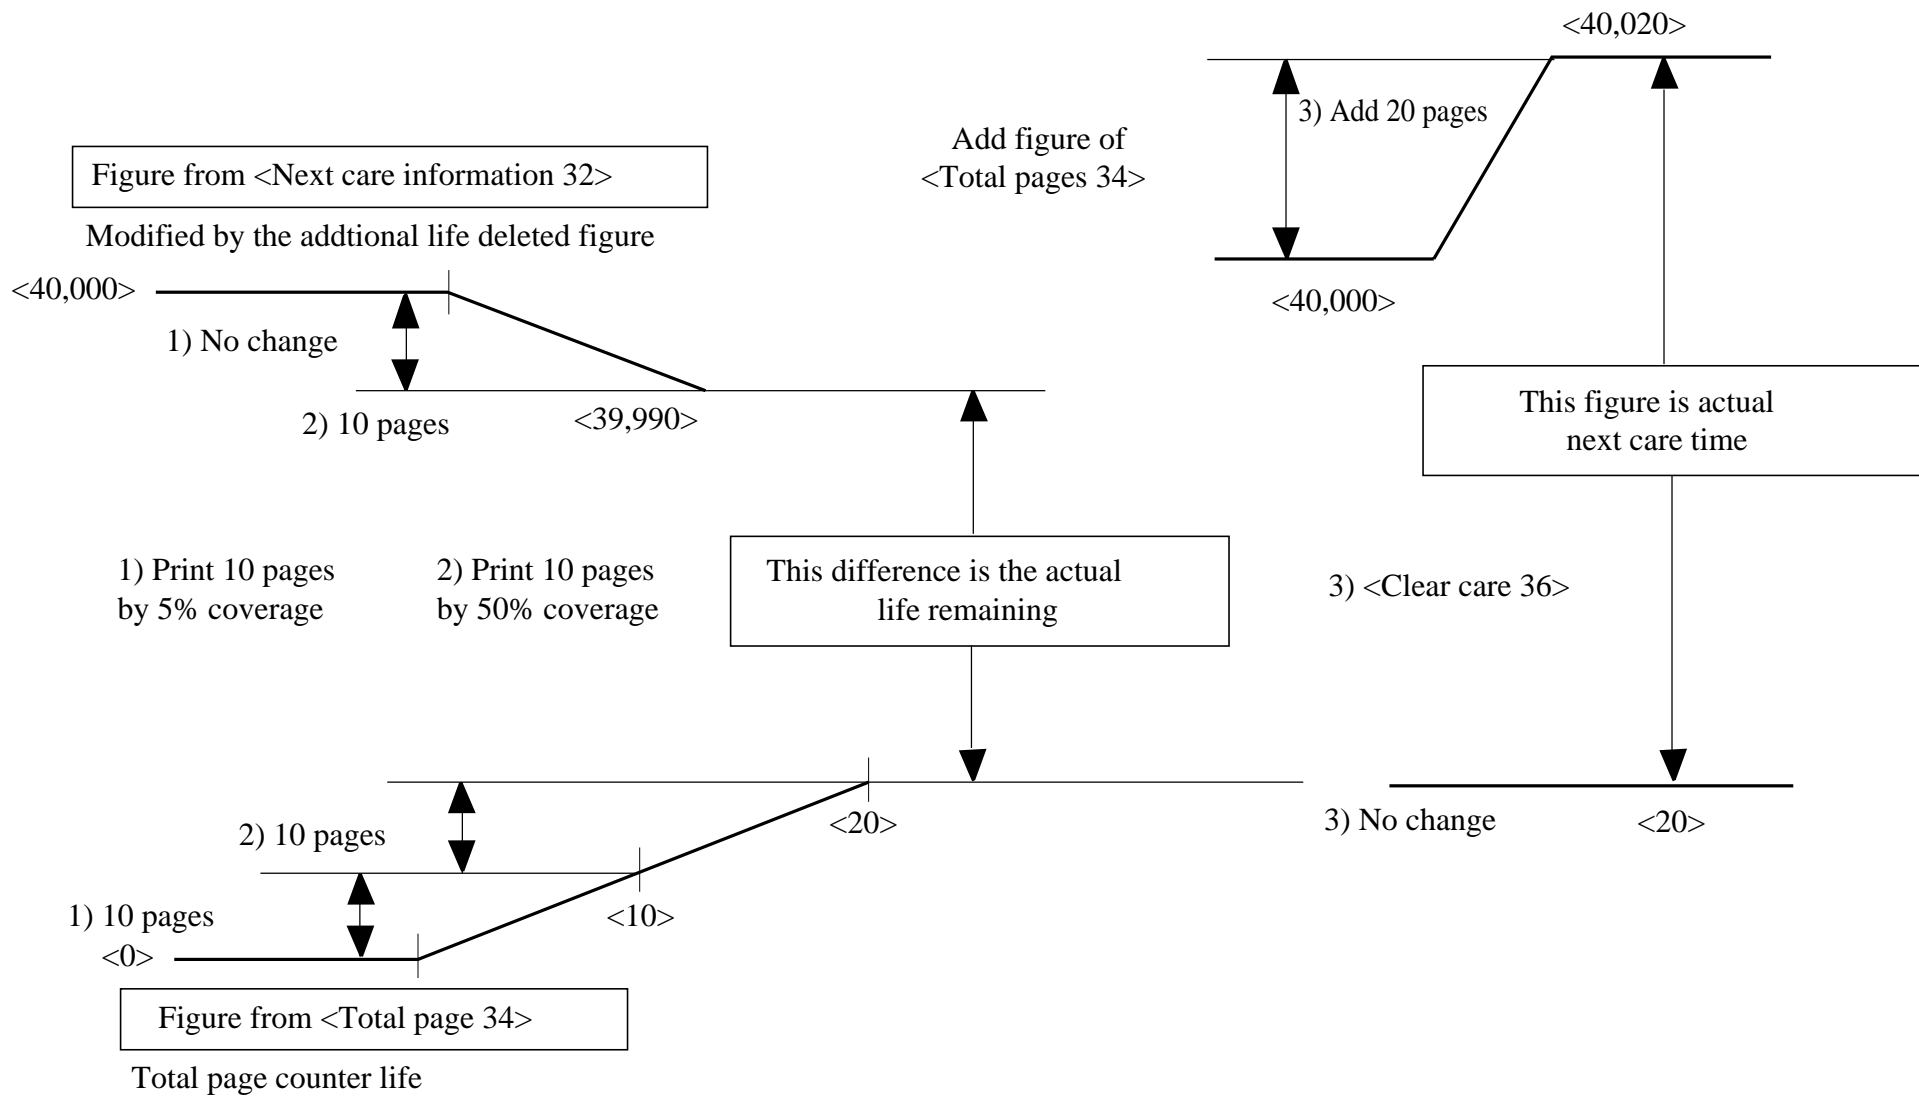 <40,020>
3) Add 20 pages
Add figure of
<Total pages 34>
Figure from <Next care information 32>
Modified by the addtional life deleted figure
<40,000>
1) No change
2) 10 pages
<39,990>
<40,000>
This figure is actual
next care time
1) Print 10 pages
by 5% coverage
2) Print 10 pages
by 50% coverage
This difference is the actual
life remaining
3) <Clear care 36>
2) 10 pages
<20>
3) No change
<20>
1) 10 pages
<10>
<0>
Figure from <Total page 34>
Total page counter life